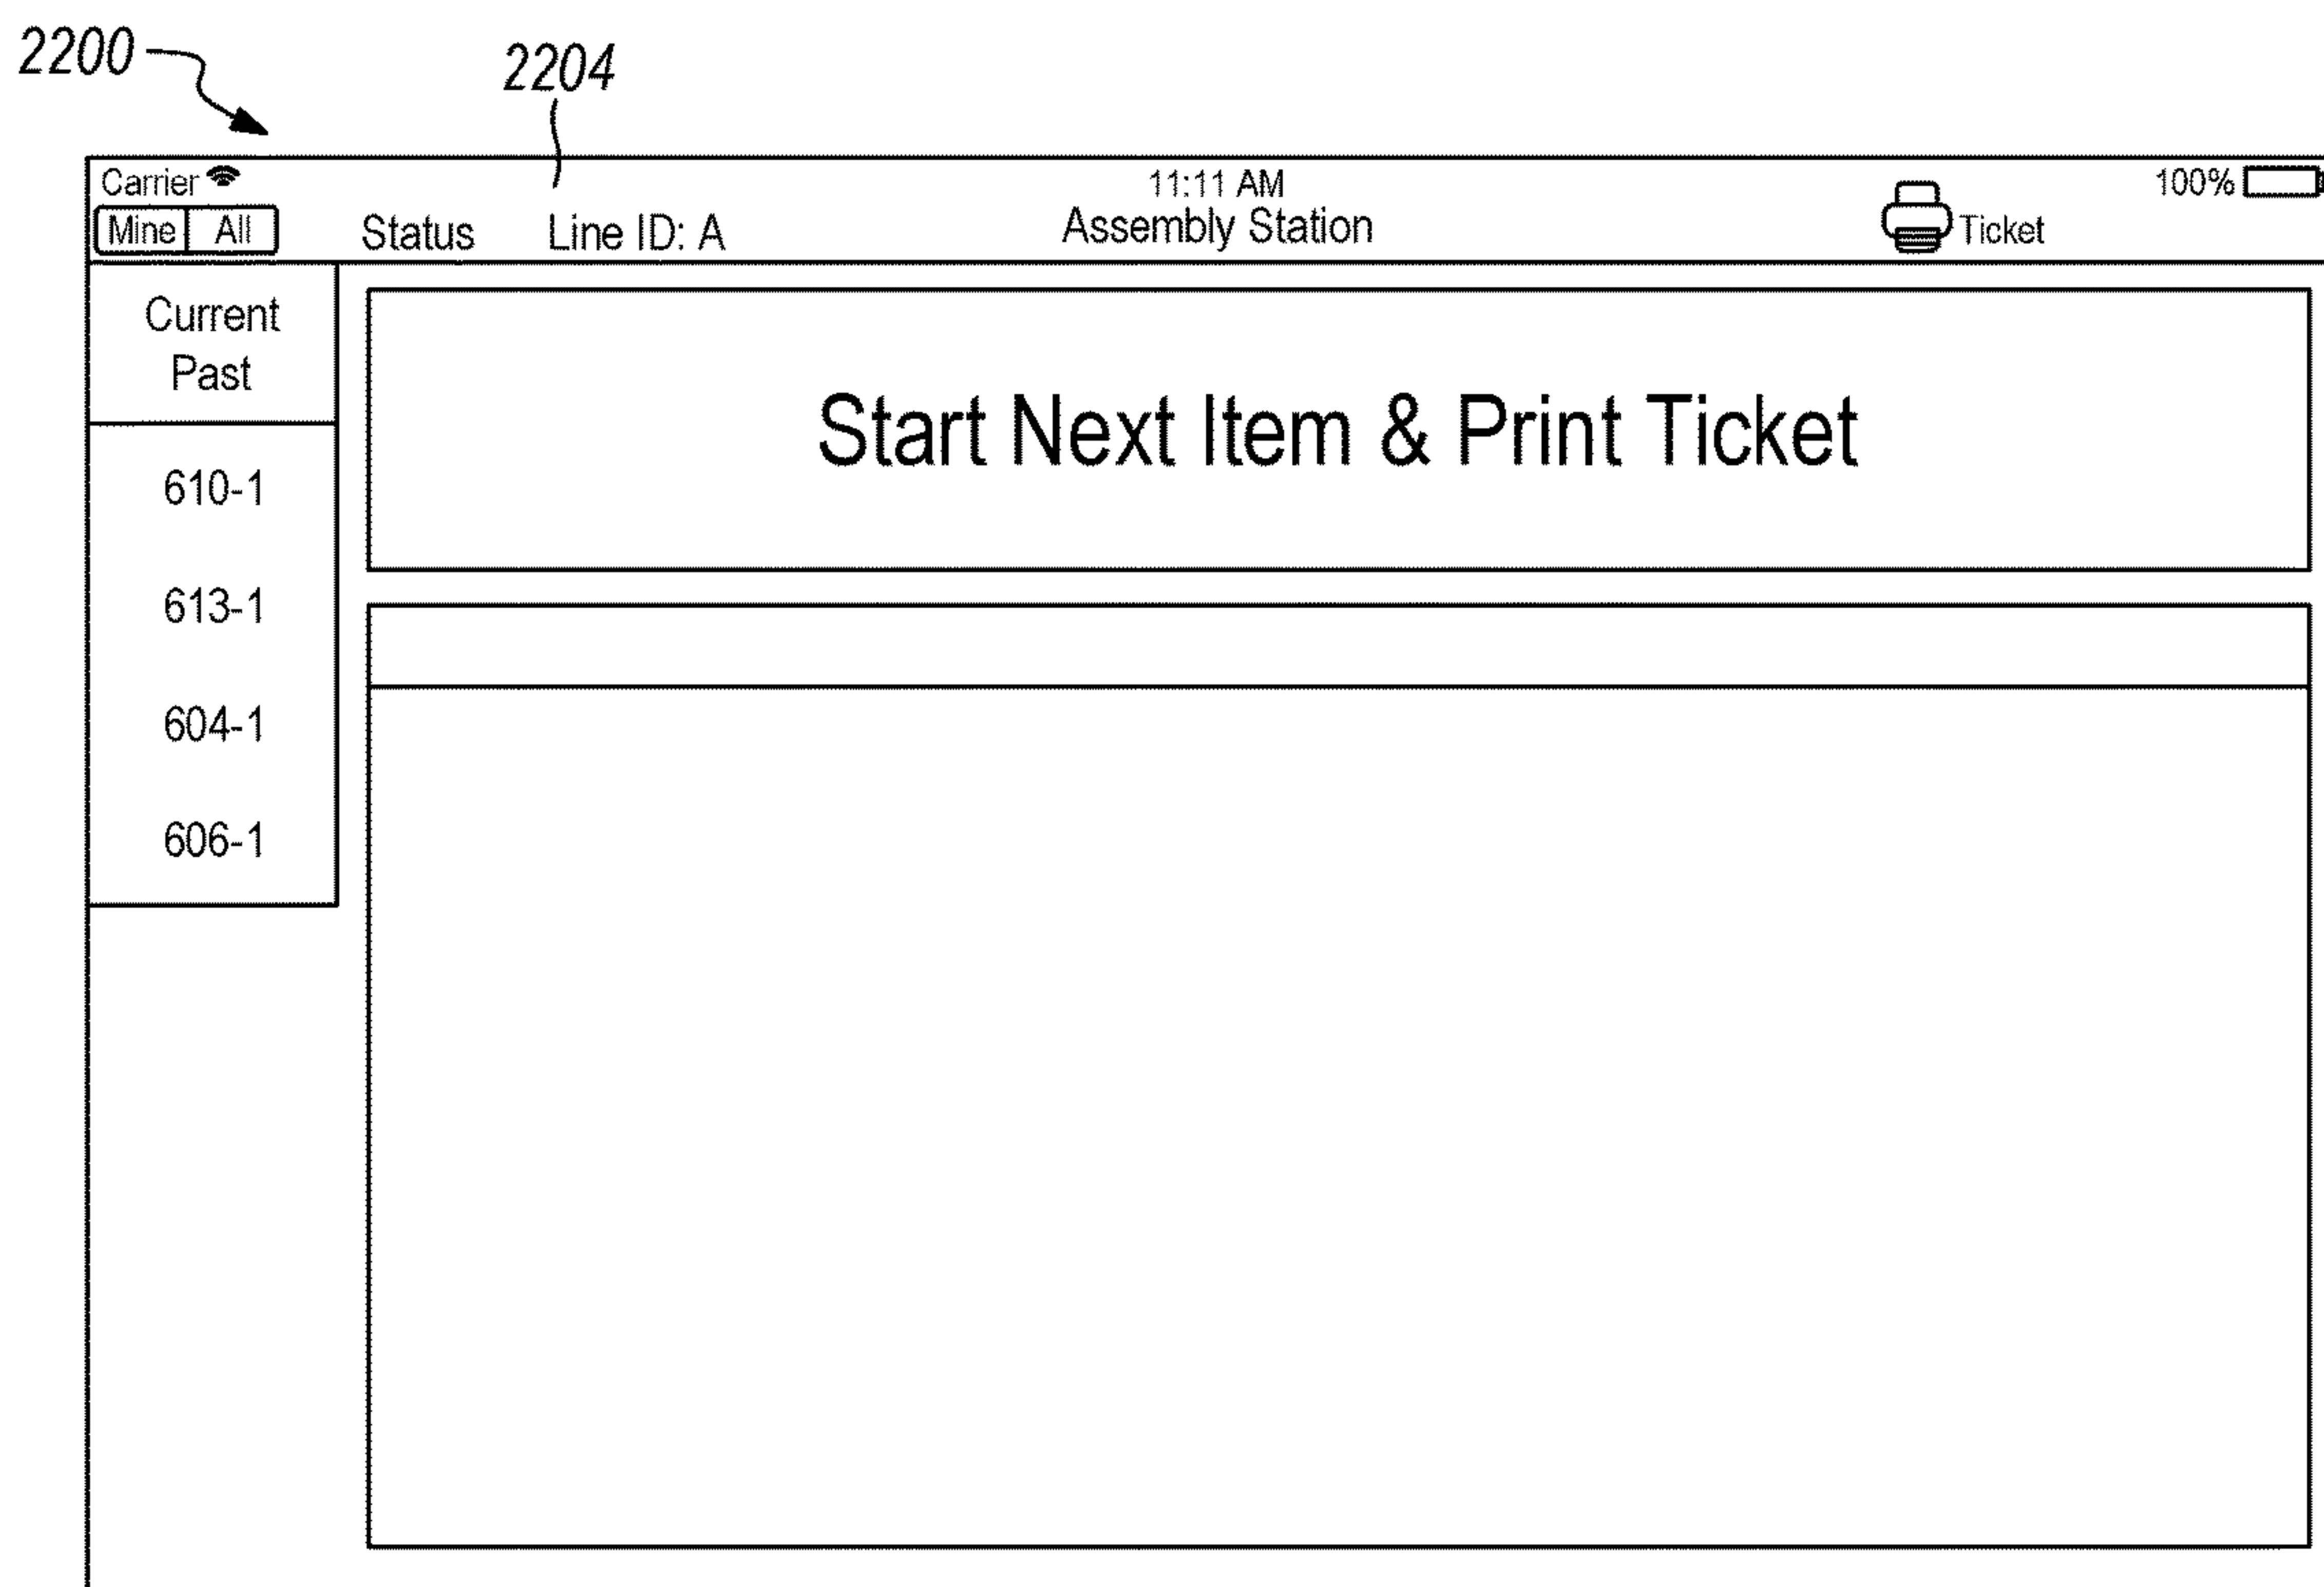 2200
2204
Carrier 11:11 AM 100%
Mine All Status Line ID: A Assembly Station Ticket
Current
Past
Start Next Item & Print Ticket
610-1
613-1
604-1
606-1